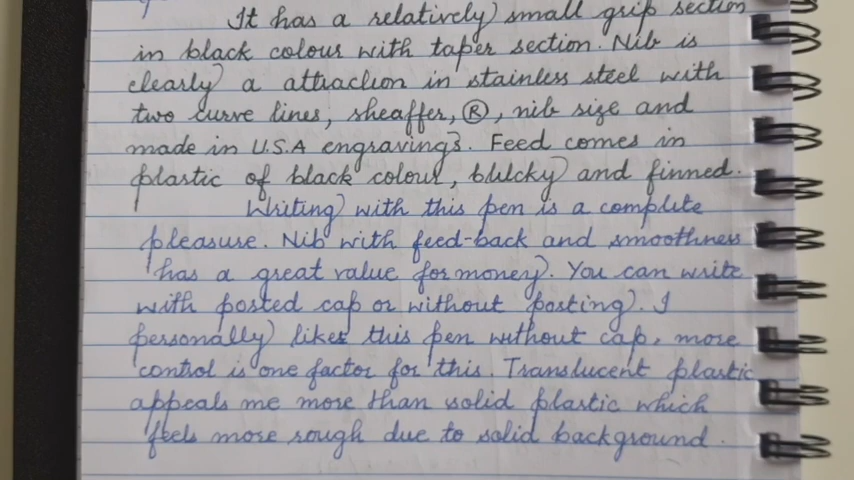 It has a relatively small grip section
in black colour with taper section. Nib is
clearly a attraction in stainless steel with
two curve lines, sheaffer, ®, nib size and
made in U.S.A engravings. Feed comes in
plastic of black colour, bulcky and finned.
Writing with this pen is a complete
pleasure. Nib with feed-back and smoothness
has a great value for money. You can write
with posted cap or without posting. I
personally likes this pen without cap, more
control is one factor for this. Translucent plastic
appeals me more than solid plastic which
feels more rough due to solid background.